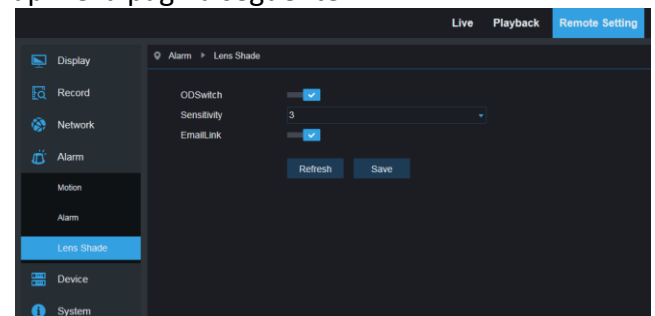 Live Playback Remote Setting
Display
Alarm Lens Shade
Record
ODSwitch
Sensitivity 3
Network
EmailLink
Alarm
Refresh Save
Motion
Alarm
Lens Shade
Device
System